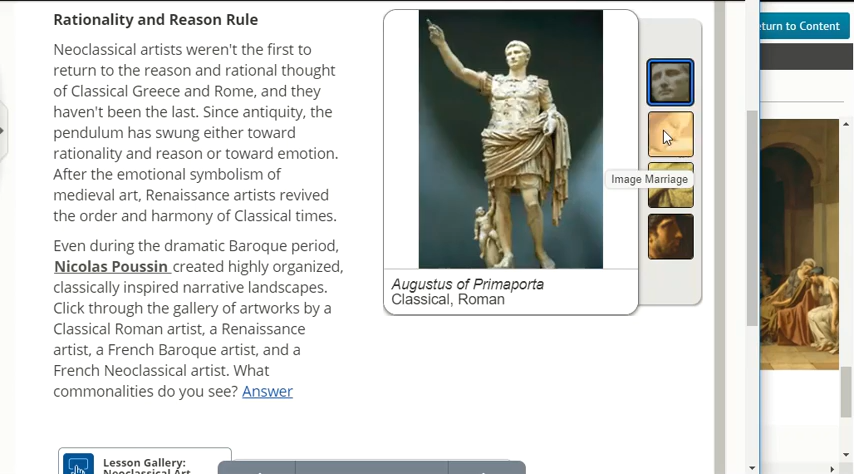 Rationality and Reason Rule
Neoclassical artists weren't the first to
return to the reason and rational thought
of Classical Greece and Rome, and they
haven't been the last. Since antiquity, the
pendulum has swung either toward
rationality and reason or toward emotion.
After the emotional symbolism of
medieval art, Renaissance artists revived
the order and harmony of Classical times.
Even during the dramatic Baroque period,
Nicolas Poussin created highly organized,
classically inspired narrative landscapes.
Click through the gallery of artworks by a
Classical Roman artist, a Renaissance
artist, a French Baroque artist, and a
French Neoclassical artist. What
commonalities do you see? Answer
Augustus of Primaporta
Classical, Roman
Image Marriage
eturn to Content
Lesson Gallery:
Neoclassical Art